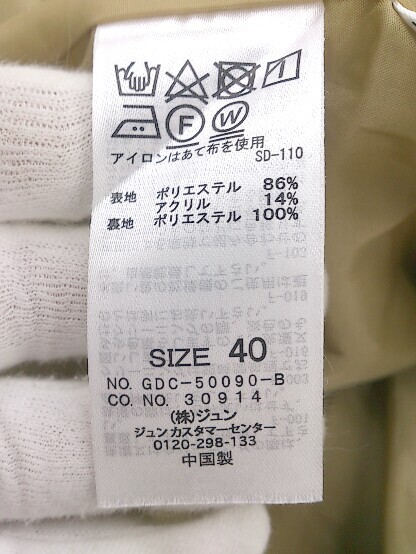 F W
アイロンはあて布を使用
SD-110
表地 ポリエステル 86%
アクリル 14%
裏地 ポリエステル 100%
SIZE 40
NO. GDC-50090-B
CO. NO. 30914
(株)ジュン
ジュン カスタマーセンター
0120-298-133
中国製